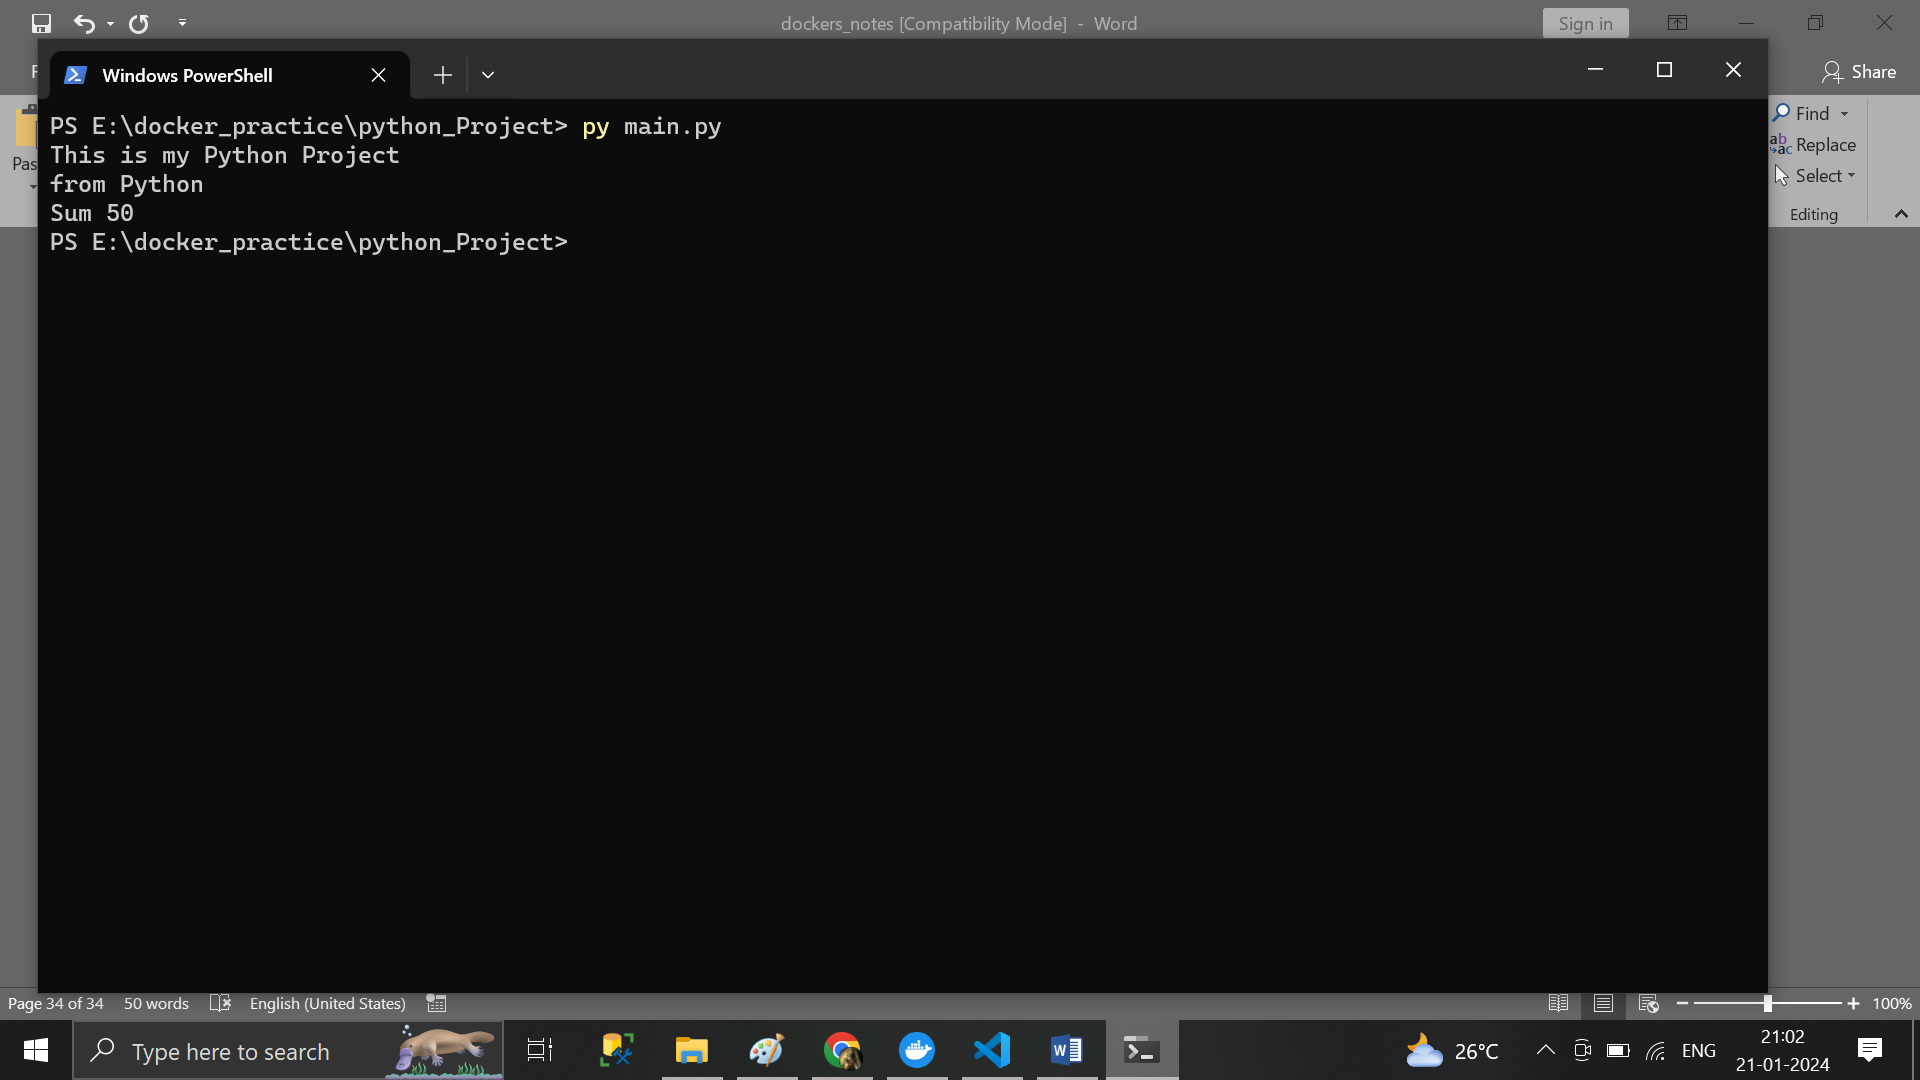 dockers_notes [Compatibility Mode] - Word
Sign in
Windows PowerShell
Share
PS E:\docker_practice\python_Project> py main.py
This is my Python Project
from Python
Sum 50
PS E:\docker_practice\python_Project>
F
Pas
Find
Replace
Select
Editing
Page 34 of 34 50 words English (United States) 100%
Type here to search
26°C ENG 21:02
21-01-2024